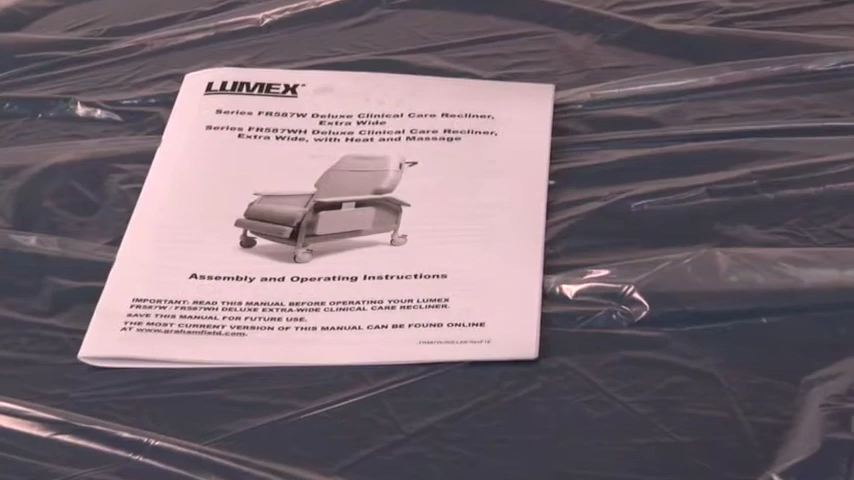 LUMEX
Series FR587W Deluxe Clinical Care Recliner,
Extra Wide
Series FR587WH Deluxe Clinical Care Recliner,
Extra Wide, with Heat and Massage
Assembly and Operating Instructions
IMPORTANT: READ THIS MANUAL BEFORE OPERATING YOUR LUMEX
FR587W / FR587WH DELUXE EXTRA-WIDE CLINICAL CARE RECLINER.
SAVE THIS MANUAL FOR FUTURE USE.
THE MOST CURRENT VERSION OF THIS MANUAL CAN BE FOUND ONLINE
AT www.grahamfield.com